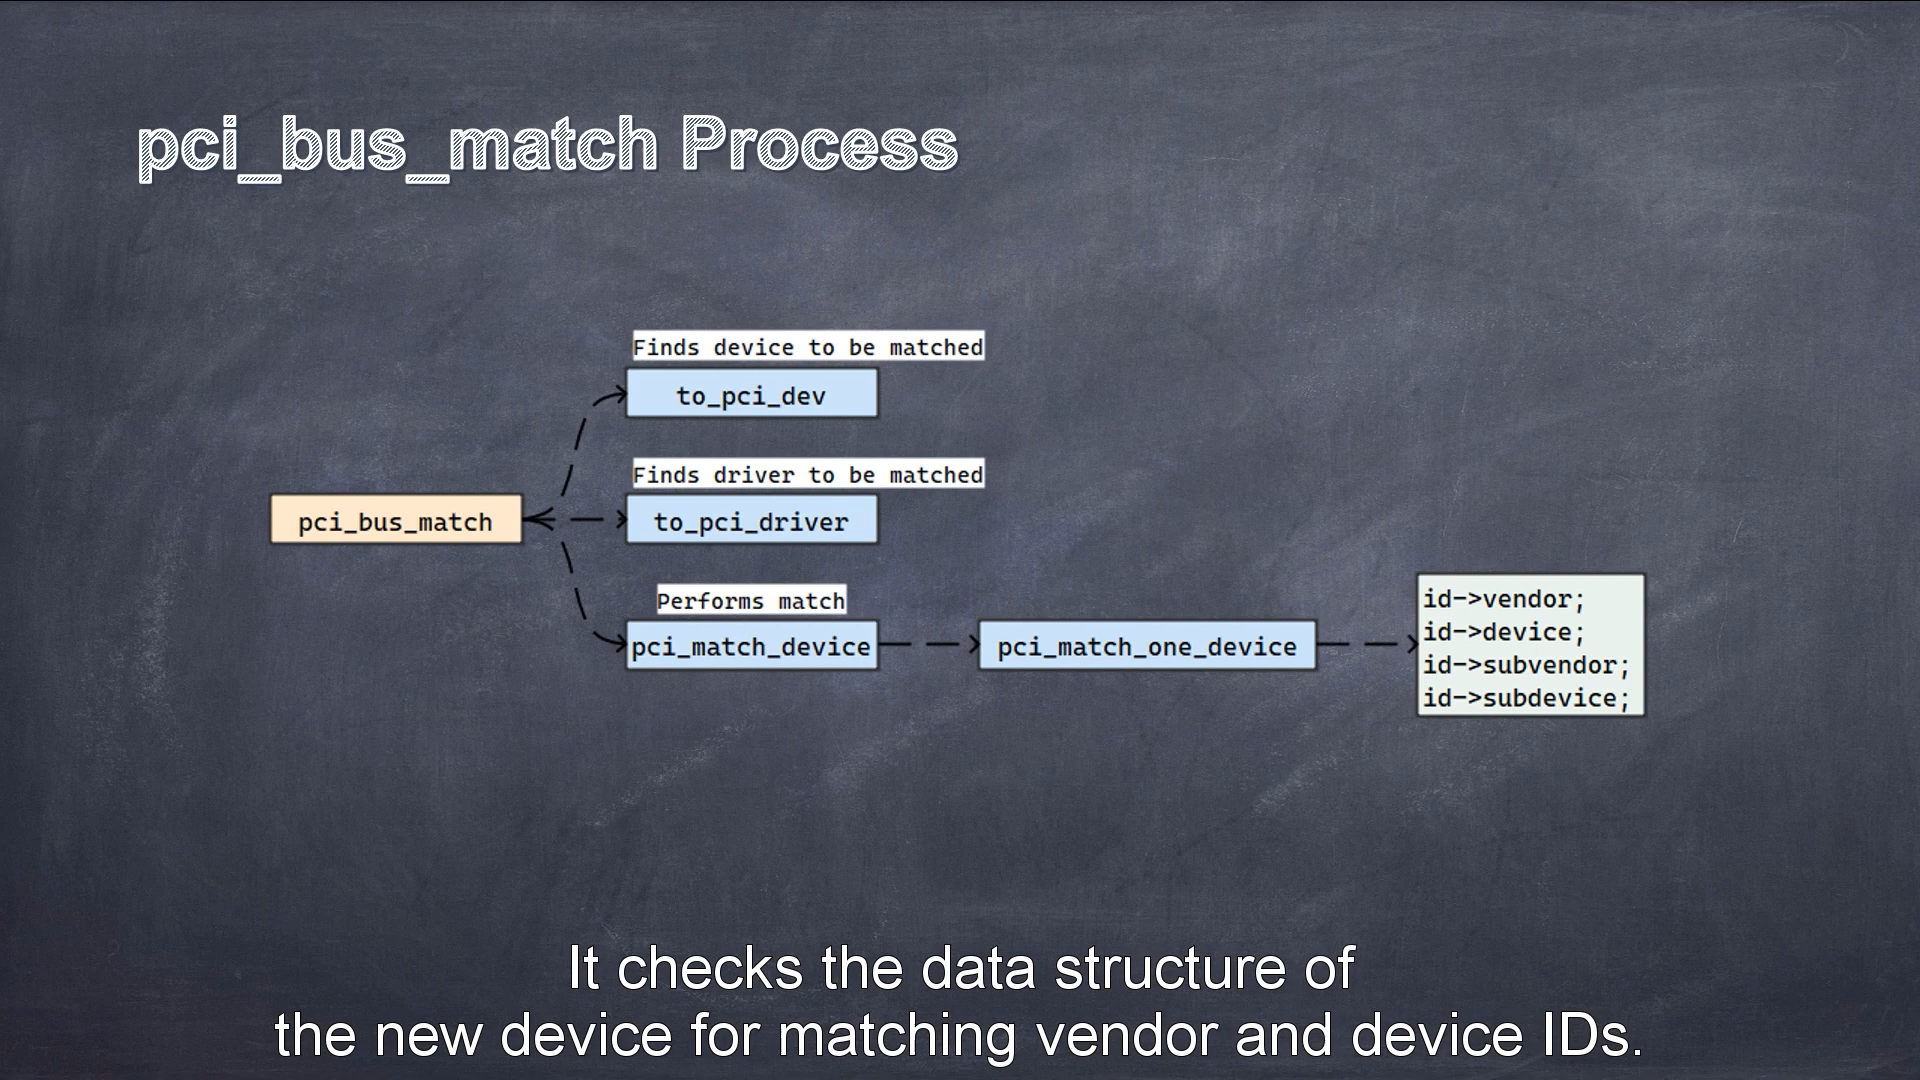 pci_bus_match Process
Finds device to be matched
to_pci_dev
Finds driver to be matched
pci_bus_match
to_pci_driver
Performs match
pci_match_device
pci_match_one_device
id->vendor;
id->device;
id->subvendor;
id->subdevice;
It checks the data structure of
the new device for matching vendor and device IDs.